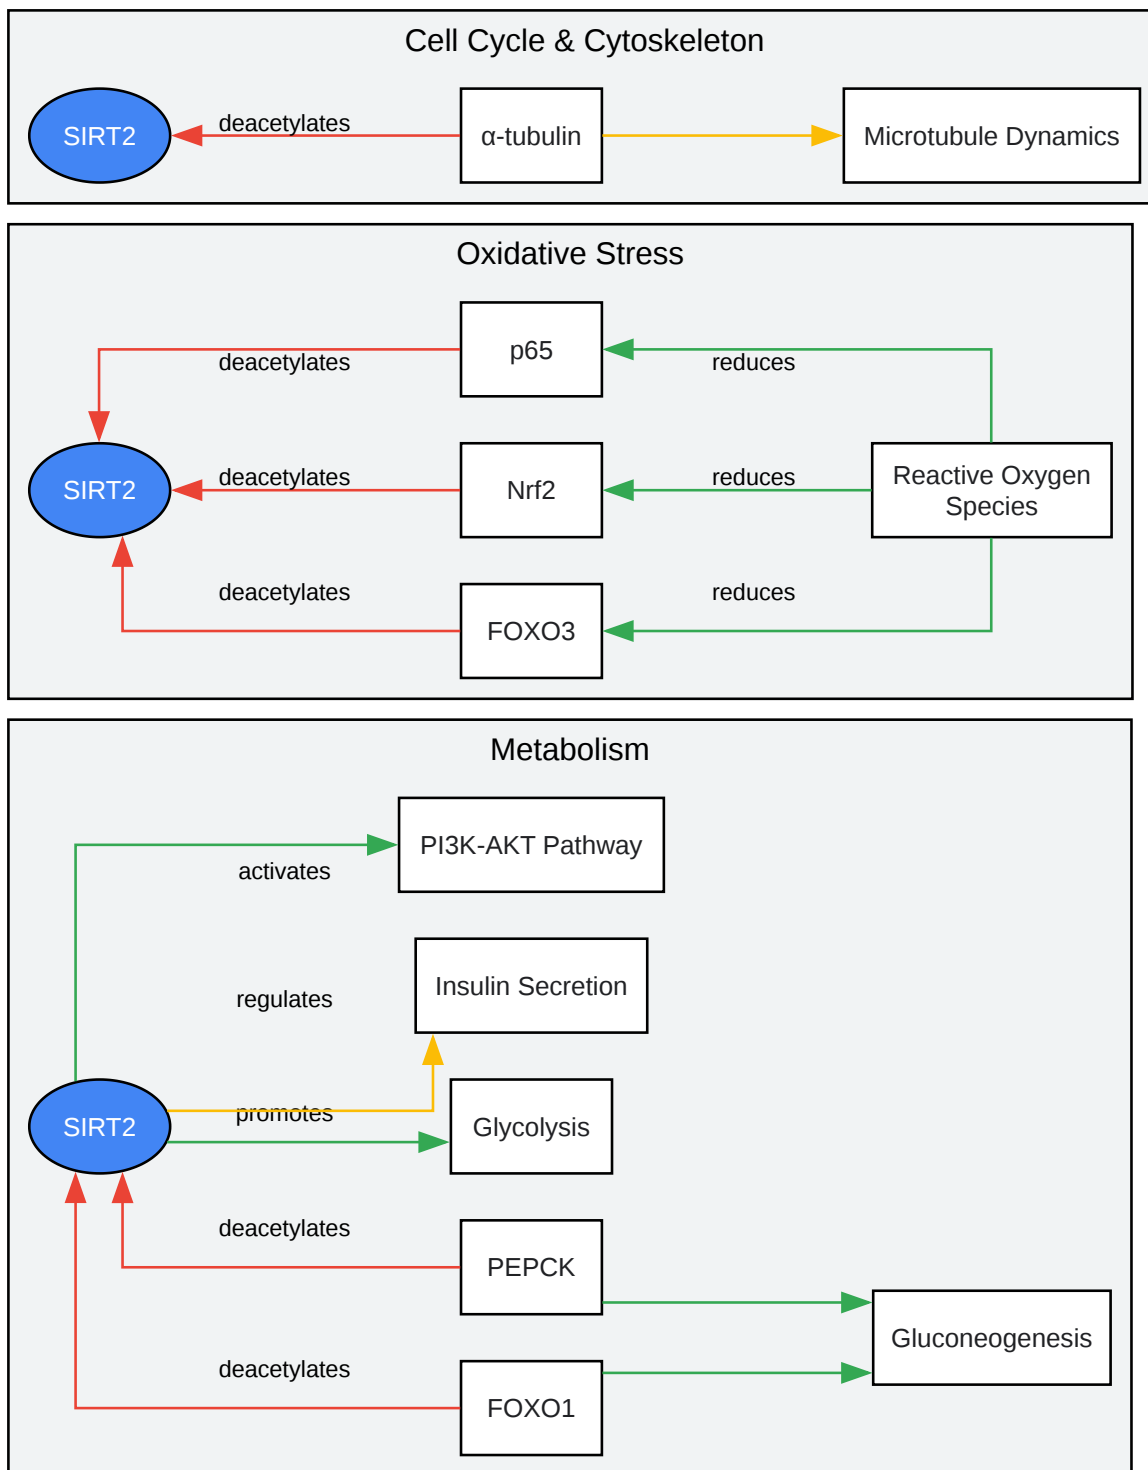 Cell Cycle & Cytoskeleton
SIRT2
deacetylates
α-tubulin
Microtubule Dynamics
Oxidative Stress
p65
deacetylates
reduces
SIRT2
deacetylates
Nrf2
reduces
Reactive Oxygen
Species
deacetylates
reduces
FOXO3
Metabolism
PI3K-AKT Pathway
activates
Insulin Secretion
regulates
SIRT2
promotes
Glycolysis
deacetylates
PEPCK
Gluconeogenesis
deacetylates
FOXO1